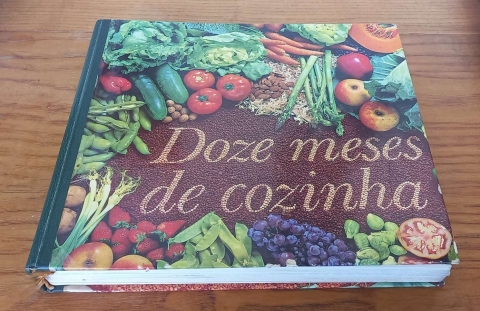 Doze meses
de cozinha